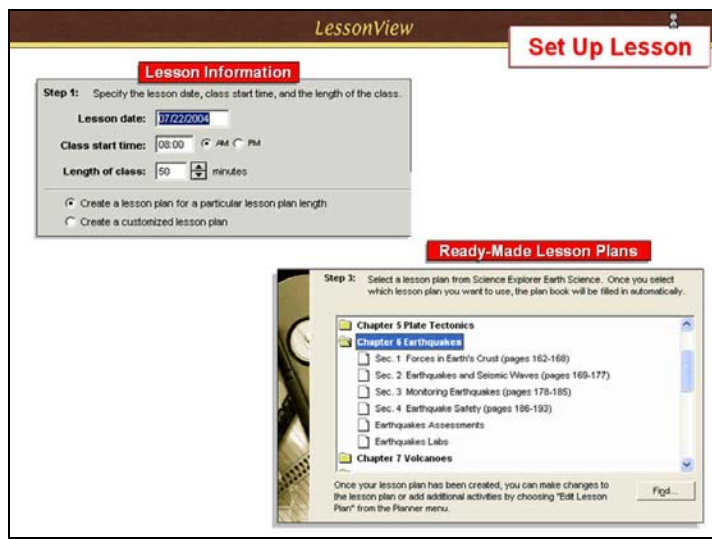 LessonView
Set Up Lesson
Lesson Information
Step 1: Specify the lesson date, class start time, and the length of the class.
Lesson date: 07/22/2004
Class start time: 08:00 AM PM
Length of class: 50 minutes
Create a lesson plan for a particular lesson plan length
Create a customized lesson plan
Ready-Made Lesson Plans
Step 3: Select a lesson plan from Science Explorer Earth Science. Once you select
which lesson plan you want to use, the plan book will be filled in automatically.
Chapter 5 Plate Tectonics
Chapter 6 Earthquakes
Sec. 1 Forces in Earth's Crust (pages 162-168)
Sec. 2 Earthquakes and Seismic Waves (pages 169-177)
Sec. 3 Monitoring Earthquakes (pages 178-185)
Sec. 4 Earthquake Safety (pages 186-193)
Earthquakes Assessments
Earthquakes Labs
Chapter 7 Volcanoes
Once your lesson plan has been created, you can make changes to
the lesson plan or add additional activities by choosing "Edit Lesson
Plan" from the Planner menu.
Find...